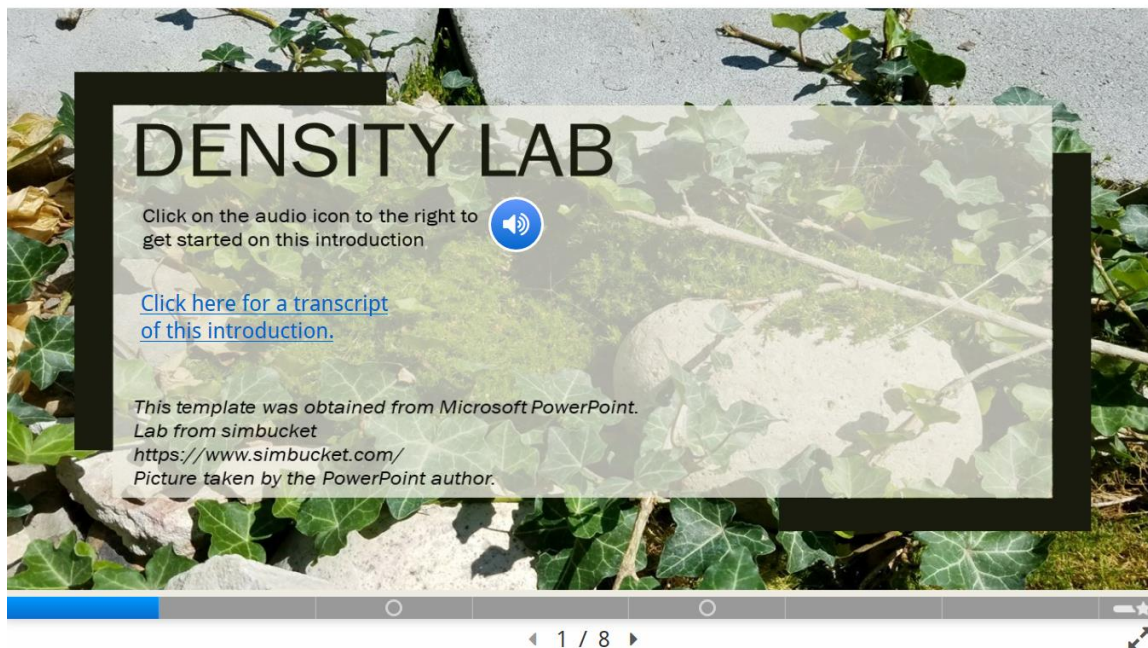 DENSITY LAB
Click on the audio icon to the right to
get started on this introduction
Click here for a transcript
of this introduction.
This template was obtained from Microsoft PowerPoint.
Lab from simbucket
https://www.simbucket.com/
Picture taken by the PowerPoint author.
1 / 8